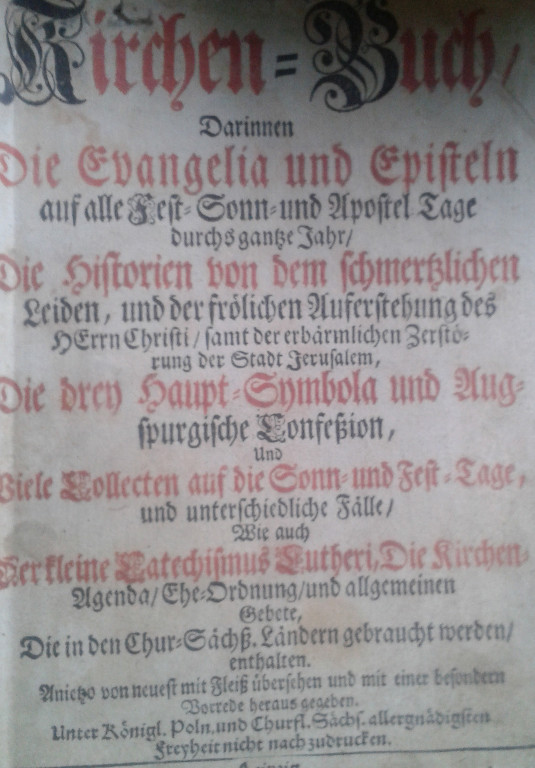 Kirchen-Buch/
Darinnen
Die Evangelia und Episteln
auf alle Fest- Sonn- und Apostel Tage
durchs gantze Jahr/
Die Historien von dem schmertzlichen
Leiden, und der frölichen Auferstehung des
HErrn Christi/ samt der erbärmlichen Zerstö-
rung der Stadt Jerusalem,
Die drey Haupt-Symbola und Aug-
spurgische Confeßion,
Und
Viele Collecten auf die Sonn- und Fest-Tage,
und unterschiedliche Fälle/
Wie auch
Der kleine Catechismus Lutheri, Die Kirchen-
Agenda/ Ehe-Ordnung/ und allgemeinen
Gebete,
Die in den Chur-Sächß. Ländern gebraucht werden/
enthalten.
Anietzo von neuest mit Fleiß übersehen und mit einer besondern
Vorrede heraus gegeben.
Unter Königl. Poln. und Churfl. Sächs. allergnädigsten
Freyheit nicht nachzudrucken.
Leipzig